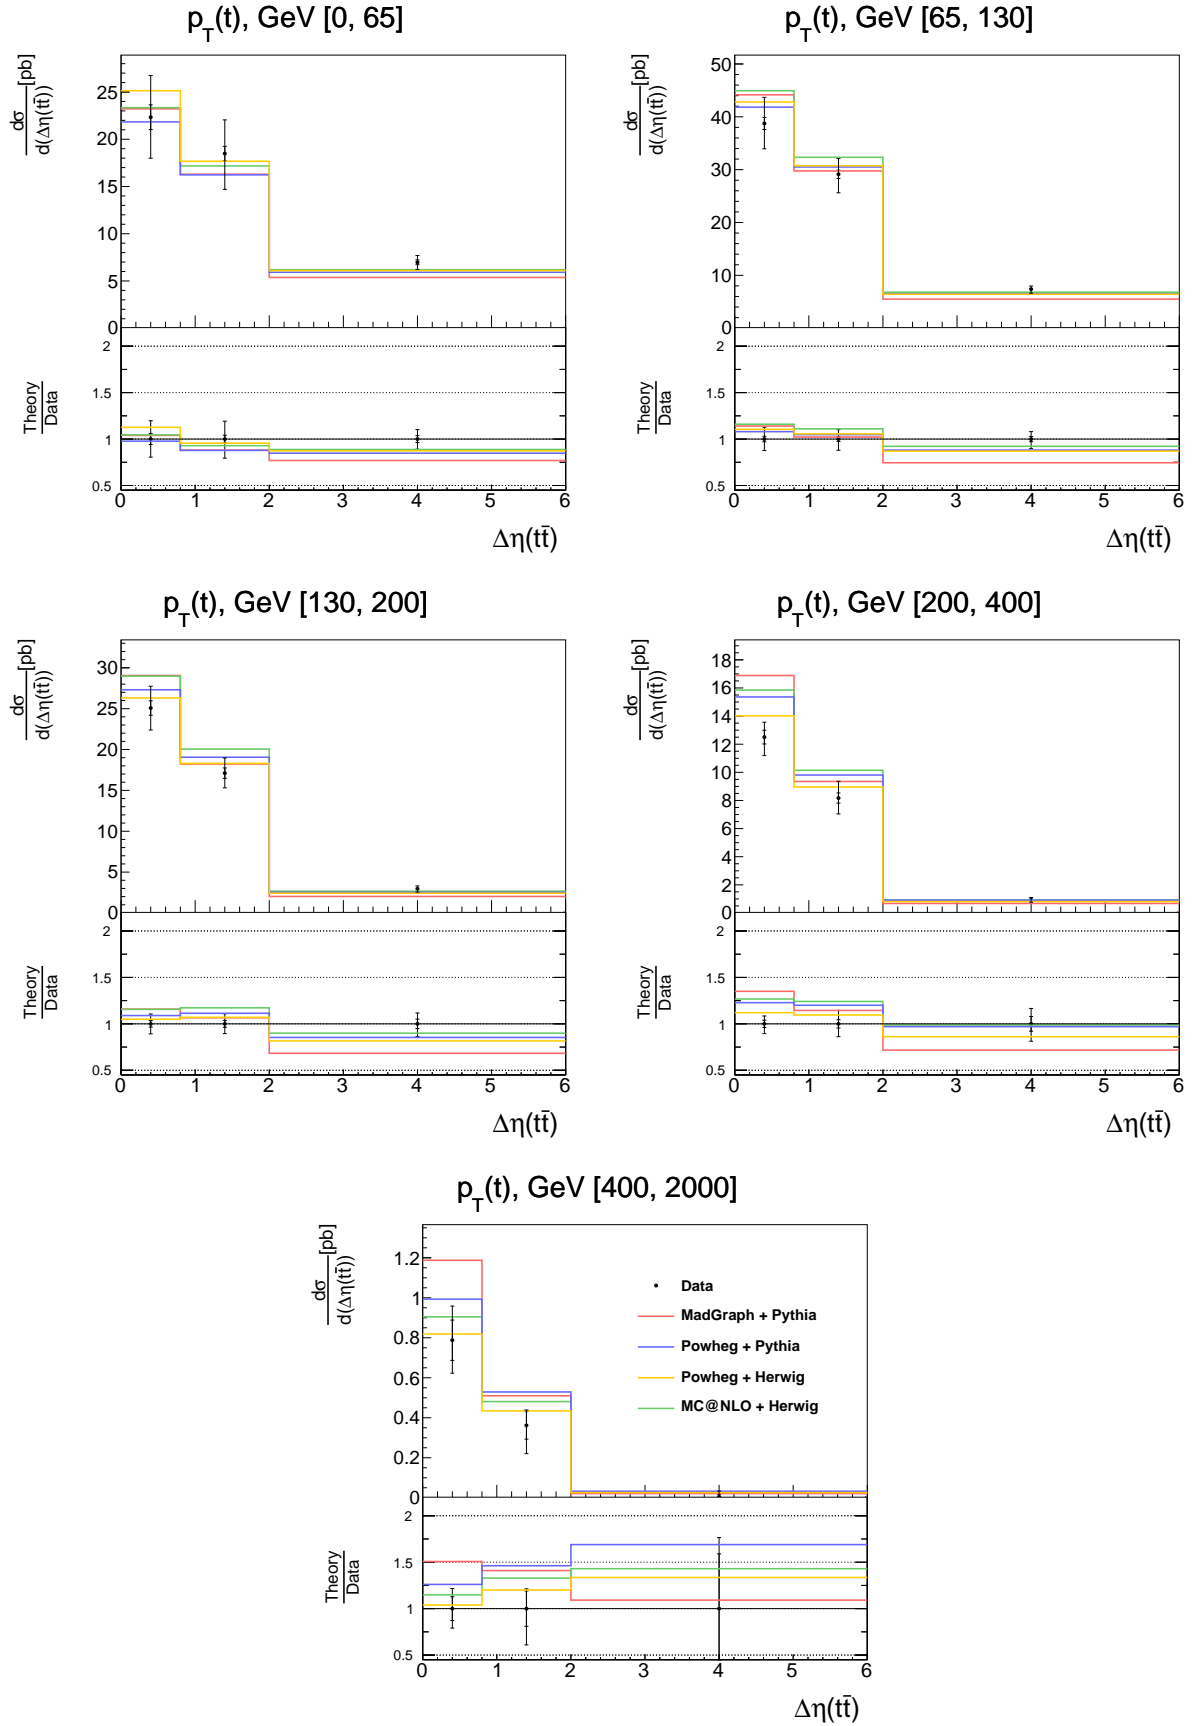 p_T(t), GeV [0, 65]
dσ
d(Δη(tt̄))
[pb]
25
20
15
10
5
0
Theory
Data
2
1.5
1
0.5
0 1 2 3 4 5 6
Δη(tt̄)
p_T(t), GeV [65, 130]
dσ
d(Δη(tt̄))
[pb]
50
40
30
20
10
0
Theory
Data
2
1.5
1
0.5
0 1 2 3 4 5 6
Δη(tt̄)
p_T(t), GeV [130, 200]
dσ
d(Δη(tt̄))
[pb]
30
25
20
15
10
5
0
Theory
Data
2
1.5
1
0.5
0 1 2 3 4 5 6
Δη(tt̄)
p_T(t), GeV [200, 400]
dσ
d(Δη(tt̄))
[pb]
18
16
14
12
10
8
6
4
2
0
Theory
Data
2
1.5
1
0.5
0 1 2 3 4 5 6
Δη(tt̄)
p_T(t), GeV [400, 2000]
dσ
d(Δη(tt̄))
[pb]
1.2
1
0.8
0.6
0.4
0.2
0
Data
MadGraph + Pythia
Powheg + Pythia
Powheg + Herwig
MC@NLO + Herwig
Theory
Data
2
1.5
1
0.5
0 1 2 3 4 5 6
Δη(tt̄)